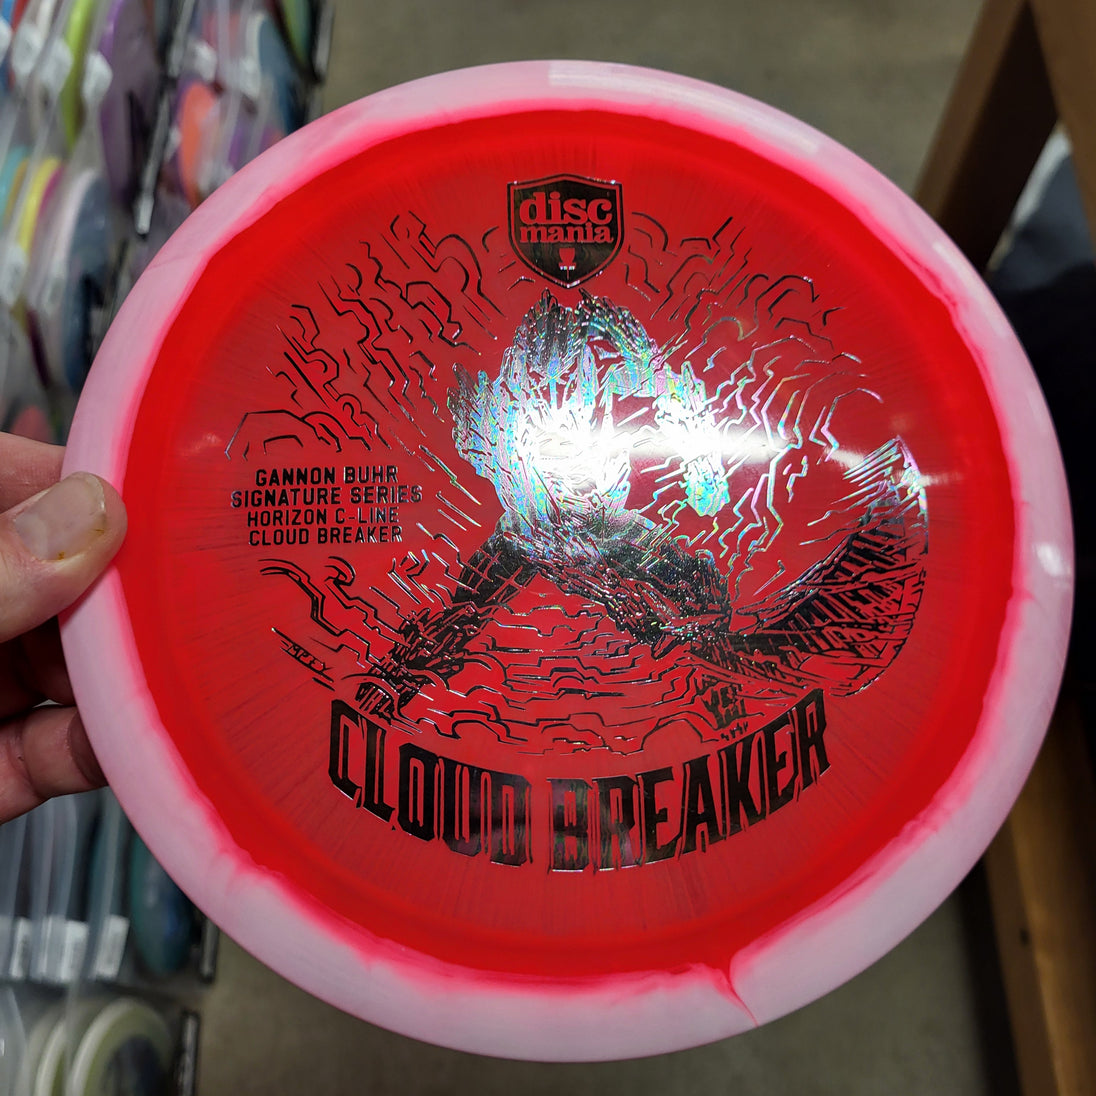 disc
mania
GANNON BUHR
SIGNATURE SERIES
HORIZON C-LINE
CLOUD BREAKER
CLOUD BREAKER